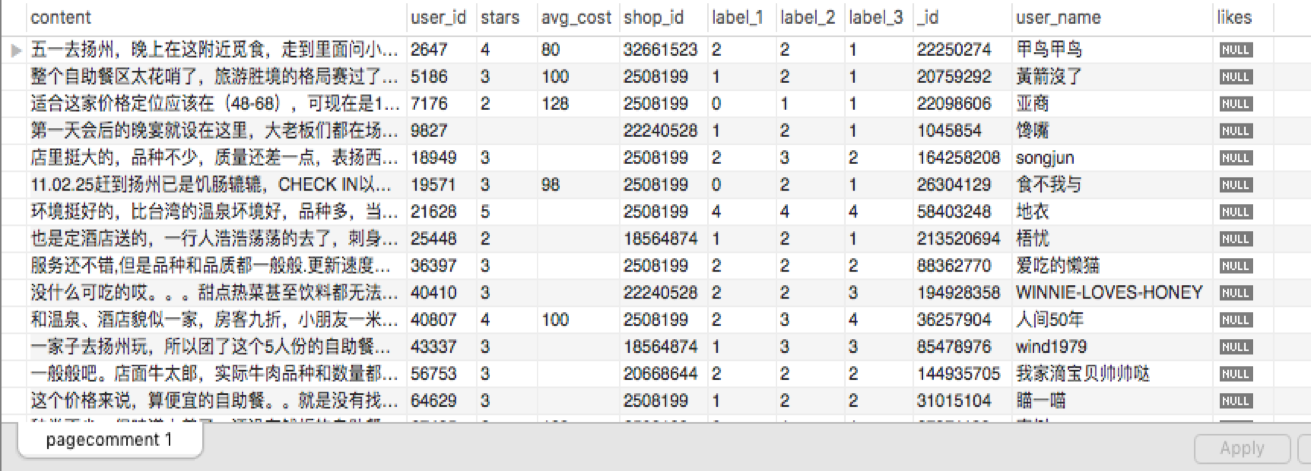 content user_id stars avg_cost shop_id label_1 label_2 label_3 _id user_name likes
五一去扬州，晚上在这附近觅食，走到里面问小... 2647 4 80 32661523 2 2 1 22250274 甲鸟甲鸟 NULL
整个自助餐区太花哨了，旅游胜境的格局赛过了... 5186 3 100 2508199 1 2 1 20759292 黃箭沒了 NULL
适合这家价格定位应该在（48-68），可现在是1... 7176 2 128 2508199 0 1 1 22098606 亚商 NULL
第一天会后的晚宴就设在这里，大老板们都在场... 9827 22240528 1 2 1 1045854 馋嘴 NULL
店里挺大的，品种不少，质量还差一点，表扬西... 18949 3 2508199 2 3 2 164258208 songjun NULL
11.02.25赶到扬州已是饥肠辘辘，CHECK IN以... 19571 3 98 2508199 0 2 1 26304129 食不我与 NULL
环境挺好的，比台湾的温泉坏境好，品种多，当... 21628 5 2508199 4 4 4 58403248 地衣 NULL
也是定酒店送的，一行人浩浩荡荡的去了，刺身... 25448 2 18564874 1 2 1 213520694 梧忧 NULL
服务还不错,但是品种和品质都一般般.更新速度... 36397 3 2508199 2 2 2 88362770 爱吃的懒猫 NULL
没什么可吃的哎。。。甜点热菜甚至饮料都无法... 40410 3 22240528 2 2 3 194928358 WINNIE-LOVES-HONEY NULL
和温泉、酒店貌似一家，房客九折，小朋友一米... 40807 4 100 2508199 2 3 4 36257904 人间50年 NULL
一家子去扬州玩，所以团了这个5人份的自助餐... 43337 3 18564874 1 3 3 85478976 wind1979 NULL
一般般吧。店面牛太郎，实际牛肉品种和数量都... 56753 3 20668644 2 2 2 144935705 我家滴宝贝帅帅哒 NULL
这个价格来说，算便宜的自助餐。。就是没有找... 64629 3 2508199 1 2 2 31015104 瞄一喵 NULL
pagecomment 1
Apply